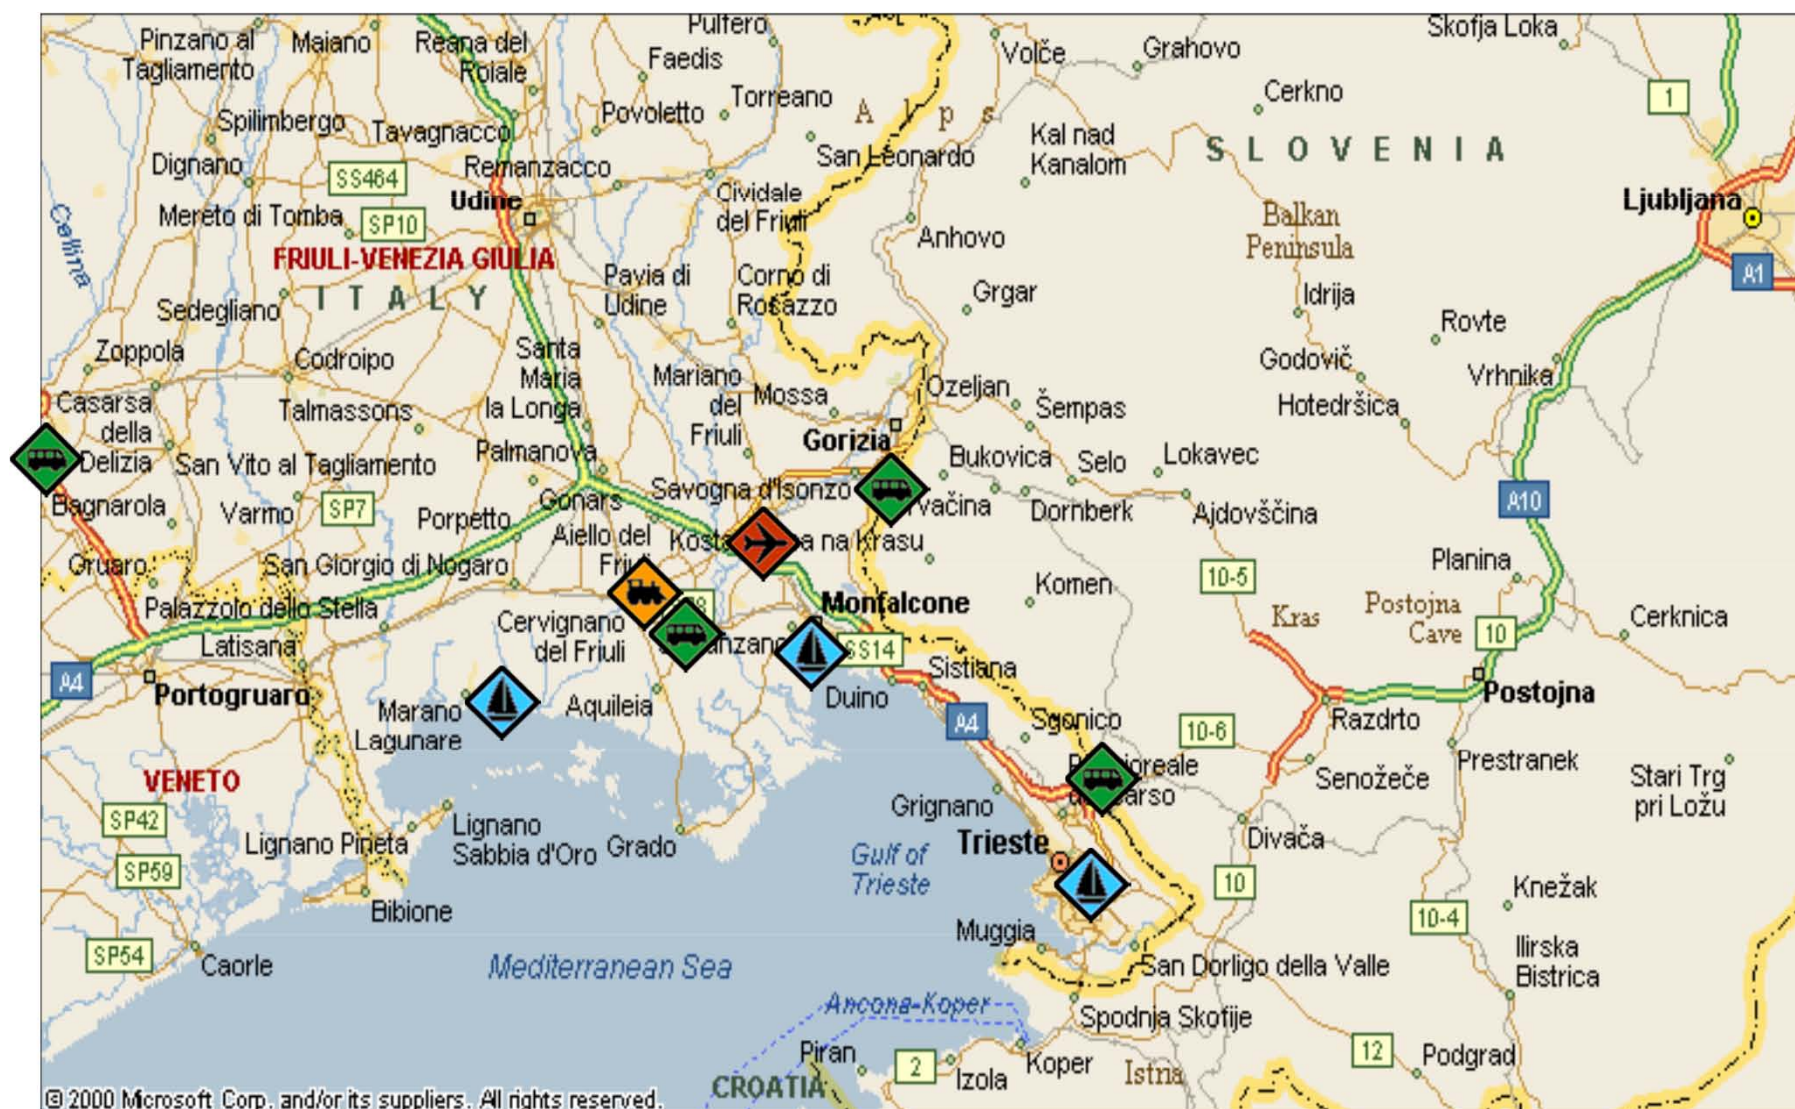 Pinzano al
Tagliamento
Maiano
Reana del
Roiale
Pulfero
Faedis
Volče
Grahovo
Skofja Loka
Spilimbergo
Tavagnacco
Povoletto
Torreano
Alps
Cerkno
1
Dignano
SS464
Remanzacco
San Leonardo
Kal nad
Kanalom
SLOVENIA
Cellina
Mereto di Tomba
SP10
Udine
Cividale
del Friuli
Anhovo
Balkan
Peninsula
Ljubljana
FRIULI-VENEZIA GIULIA
ITALY
Sedegliano
Pavia di
Udine
Corno di
Rosazzo
Grgar
Idrija
Rovte
A1
Zoppola
Codroipo
Santa
Maria
la Longa
Mariano
del
Friuli
Mossa
Ozeljan
Šempas
Godovič
Vrhnika
Hotedršica
Casarsa
della
Delizia
Talmassons
San Vito al Tagliamento
Palmanova
Gorizia
Bukovica
Selo
Lokavec
Bagnarola
Varmo
SP7
Porpetto
Gonars
Savogna d'Isonzo
Dornberk
Ajdovščina
A10
Gruaro
San Giorgio di Nogaro
Aiello del
na Krasu
Komen
10-5
Planina
Palazzolo dello Stella
Latisana
Cervignano
del Friuli
Monfalcone
SS14
Kras
Postojna
Cave
10
Cerknica
A4
Portogruaro
Marano
Lagunare
Aquileia
Duino
Sistiana
Postojna
Razdrto
A4
Sgonico
10-6
Prestranek
VENETO
Senožeče
Stari Trg
pri Ložu
SP42
Grignano
Lignano Pineta
Lignano
Sabbia d'Oro
Grado
Gulf of
Trieste
Trieste
Divača
SP59
10
Knežak
Bibione
10-4
Muggia
SP54
Caorle
Mediterranean Sea
San Dorligo della Valle
Ilirska
Bistrica
Ancona-Koper
Spodnja Skofije
Piran
2
Izola
Koper
Istria
12
Podgrad
CROATIA
© 2000 Microsoft Corp. and/or its suppliers. All rights reserved.